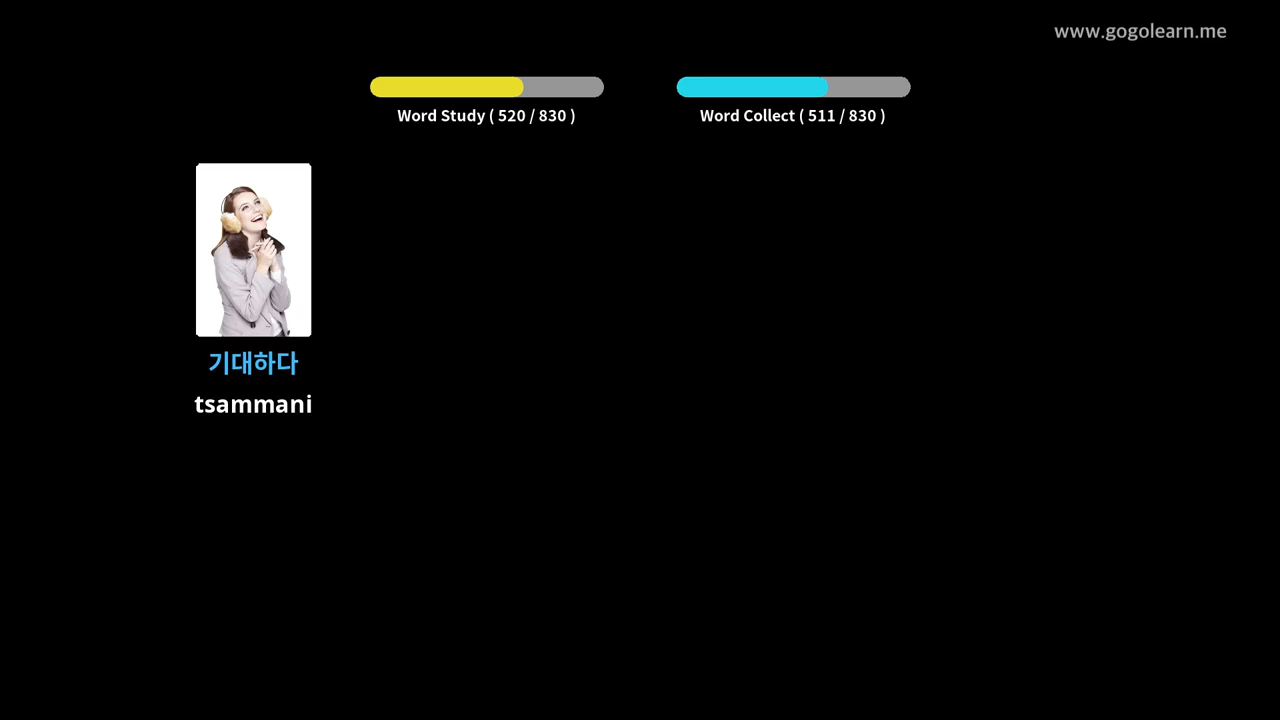 www.gogolearn.me
Word Study ( 520 / 830 )
Word Collect ( 511 / 830 )
기대하다
tsammani